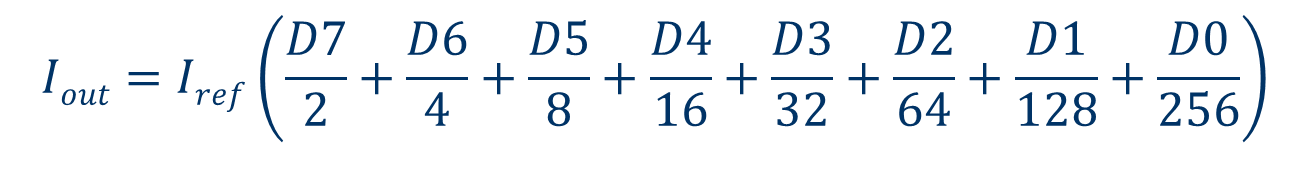 I_out = I_ref (D7/2 + D6/4 + D5/8 + D4/16 + D3/32 + D2/64 + D1/128 + D0/256)